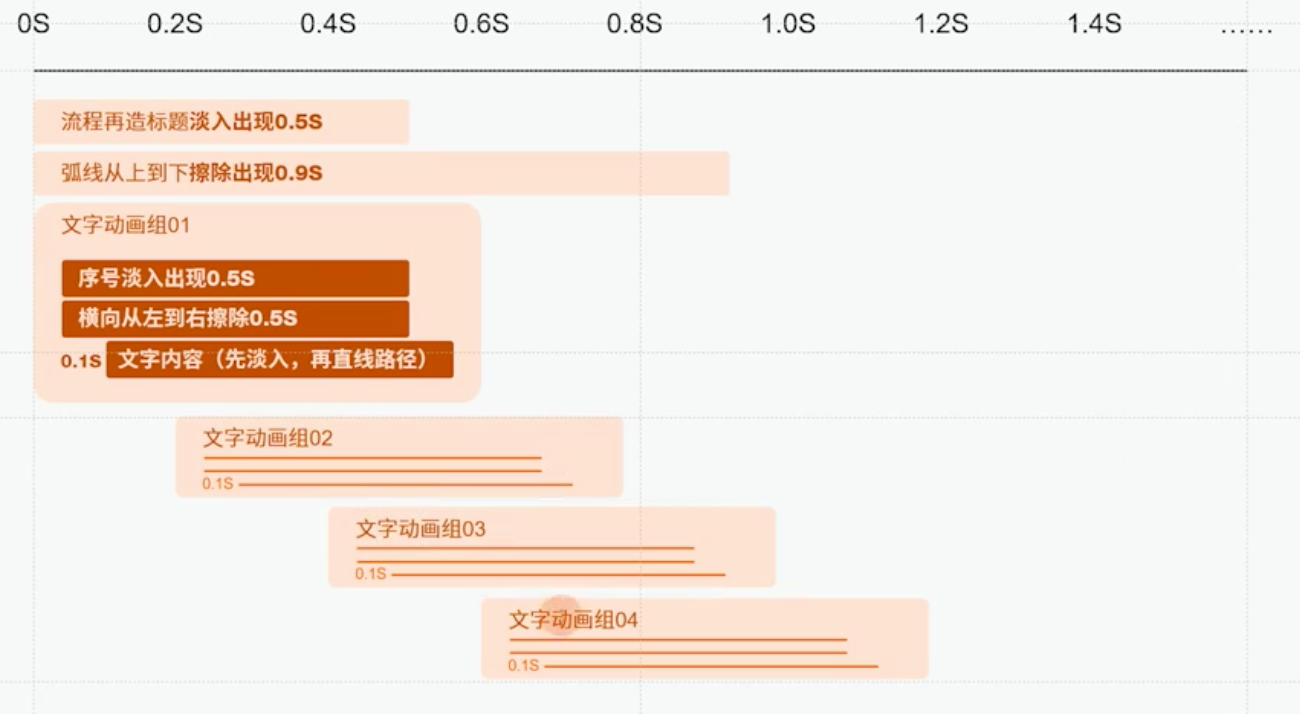 0S 0.2S 0.4S 0.6S 0.8S 1.0S 1.2S 1.4S ......
流程再造标题淡入出现0.5S
弧线从上到下擦除出现0.9S
文字动画组01
序号淡入出现0.5S
横向从左到右擦除0.5S
0.1S 文字内容（先淡入，再直线路径）
文字动画组02
0.1S
文字动画组03
0.1S
文字动画组04
0.1S